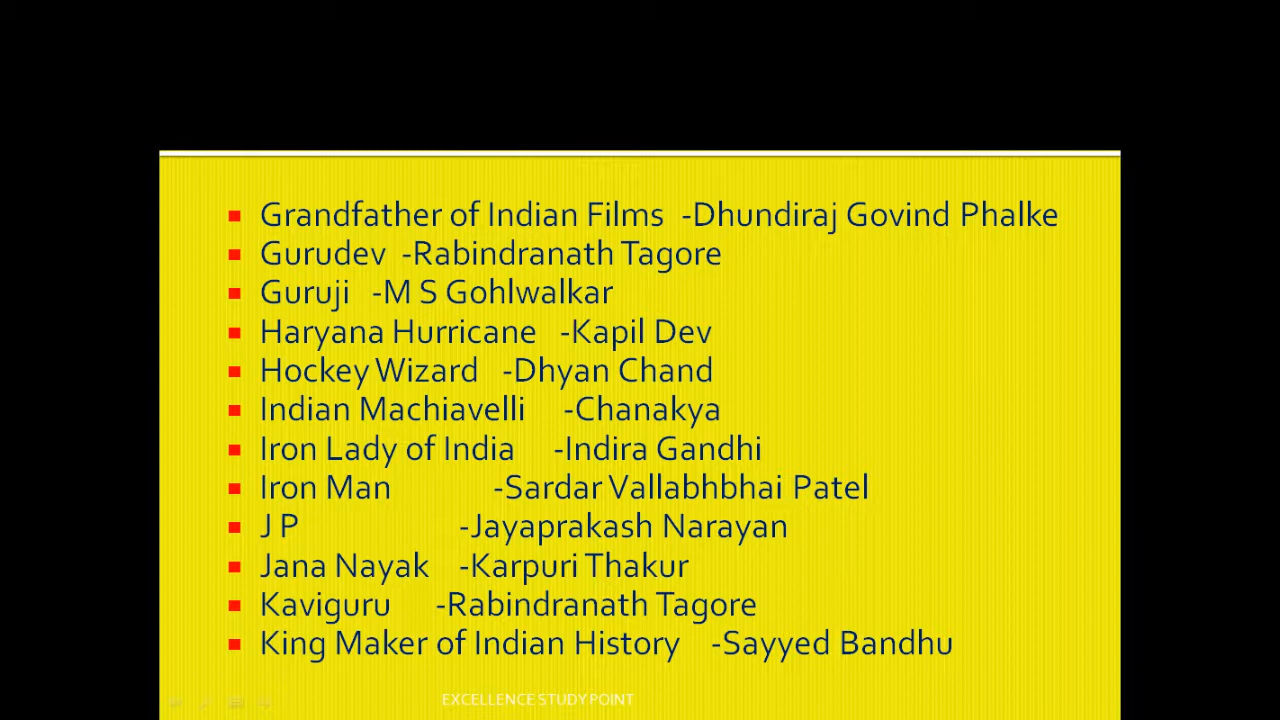 Grandfather of Indian Films -Dhundiraj Govind Phalke
Gurudev -Rabindranath Tagore
Guruji -M S Gohlwalkar
Haryana Hurricane -Kapil Dev
Hockey Wizard -Dhyan Chand
Indian Machiavelli -Chanakya
Iron Lady of India -Indira Gandhi
Iron Man -Sardar Vallabhbhai Patel
J P -Jayaprakash Narayan
Jana Nayak -Karpuri Thakur
Kaviguru -Rabindranath Tagore
King Maker of Indian History -Sayyed Bandhu
EXCELLENCE STUDY POINT